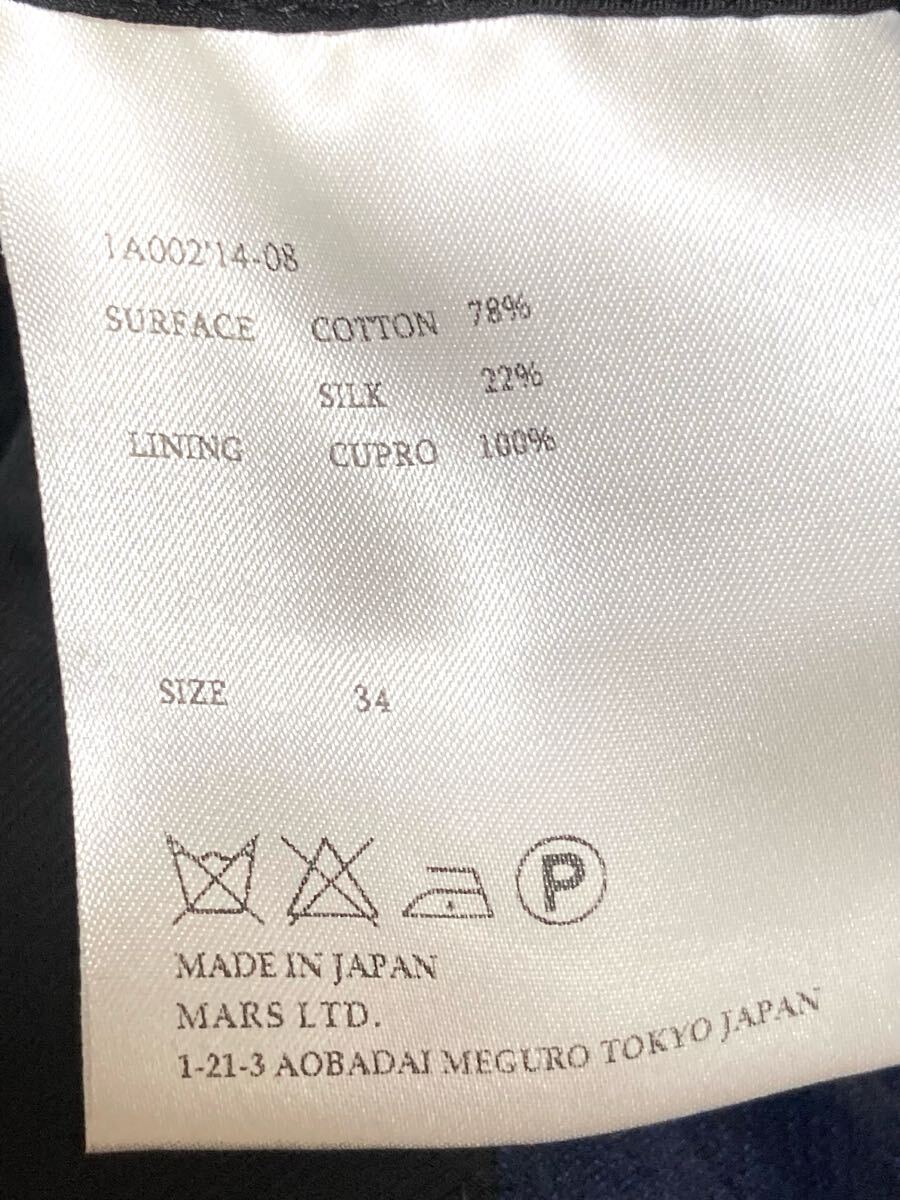 1A002'14-08
SURFACE COTTON 78%
SILK 22%
LINING CUPRO 100%
SIZE 34
P
MADE IN JAPAN
MARS LTD.
1-21-3 AOBADAI MEGURO TOKYO JAPAN